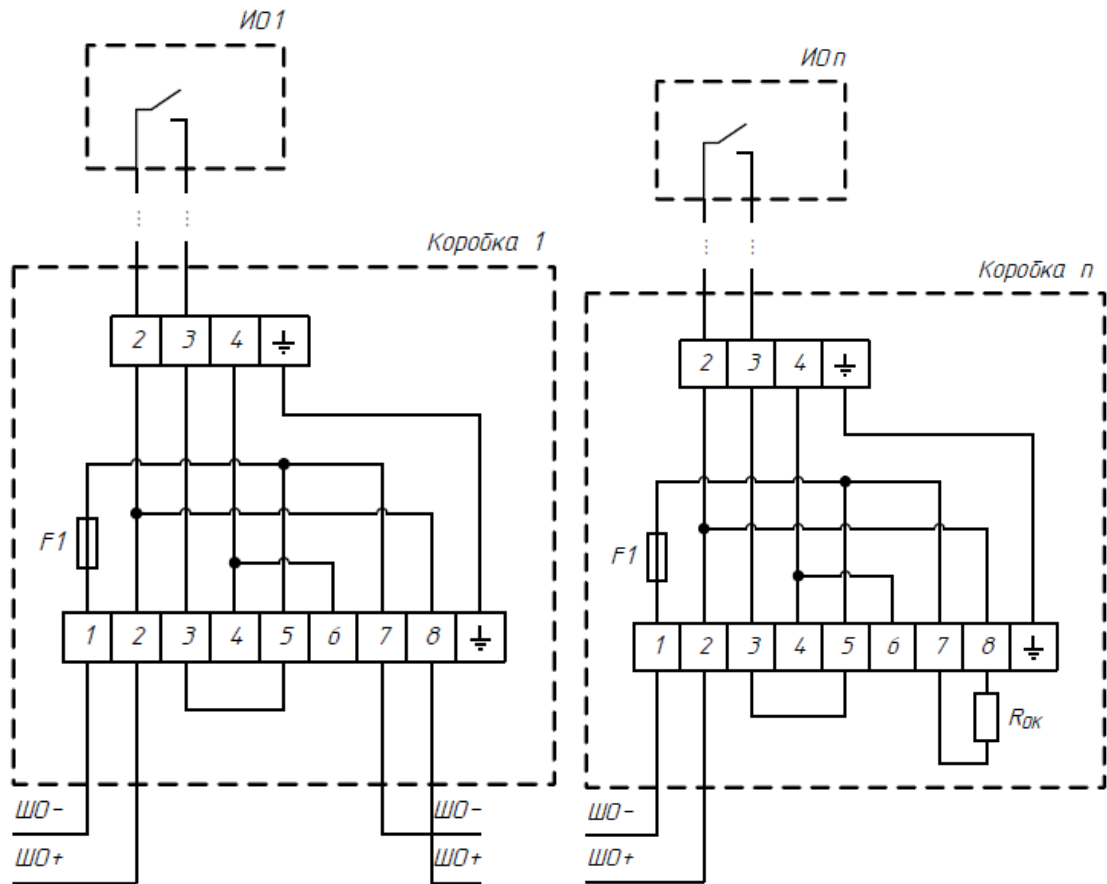 ИО1
ИОп
Коробка 1
Коробка п
2 3 4
2 3 4
F1
F1
1 2 3 4 5 6 7 8
1 2 3 4 5 6 7 8
RОК
ШО- ШО-
ШО+ ШО+
ШО-
ШО+